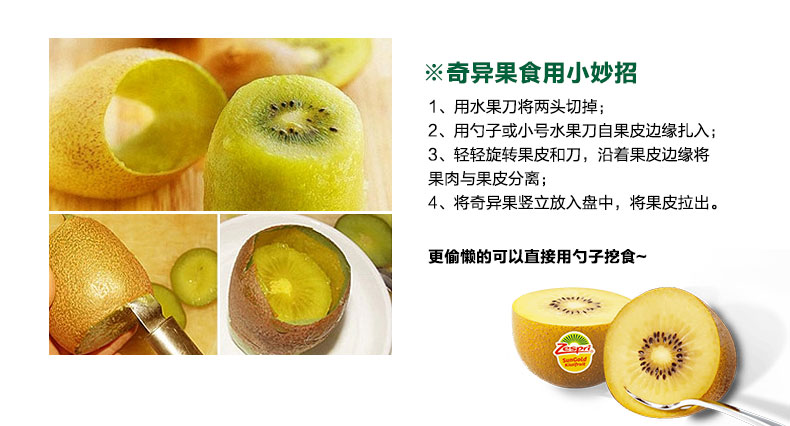 ※奇异果食用小妙招
1、用水果刀将两头切掉；
2、用勺子或小号水果刀自果皮边缘扎入；
3、轻轻旋转果皮和刀，沿着果皮边缘将
果肉与果皮分离；
4、将奇异果竖立放入盘中，将果皮拉出。
更偷懒的可以直接用勺子挖食~
Zespri
SunGold
Kiwifruit